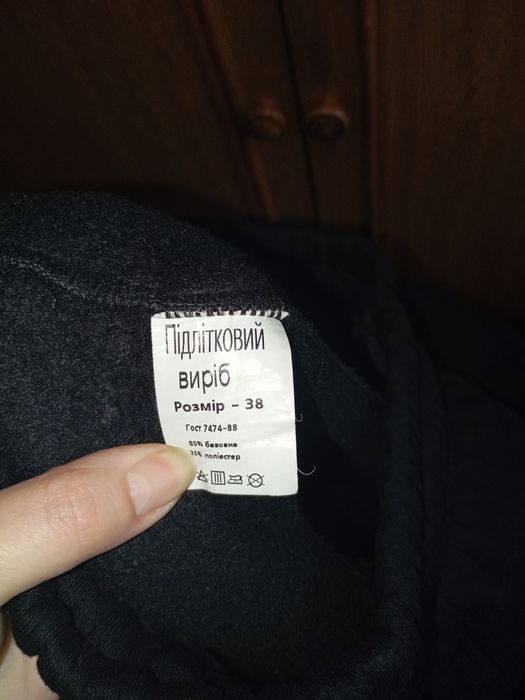 Підлітковий
виріб
Розмір - 38
Гост 7474-88
80% бавовна
20% поліестер